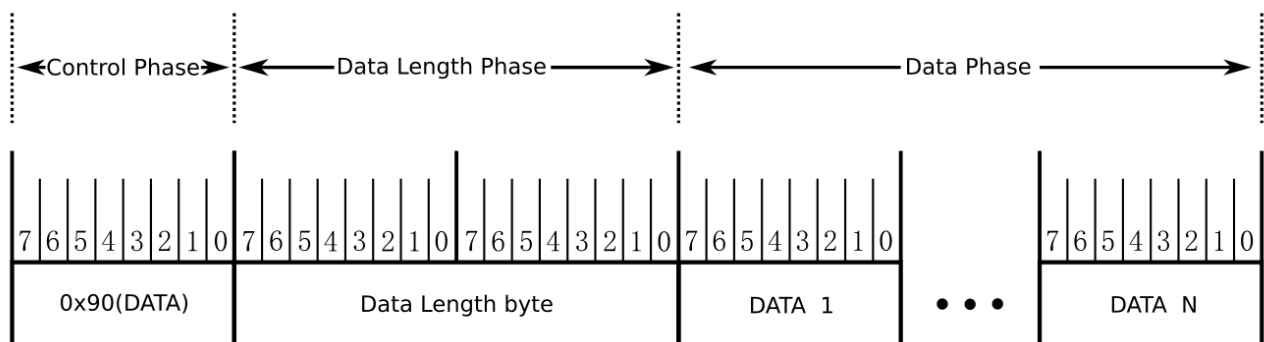 Control Phase Data Length Phase Data Phase
7 6 5 4 3 2 1 0 7 6 5 4 3 2 1 0 7 6 5 4 3 2 1 0 7 6 5 4 3 2 1 0 7 6 5 4 3 2 1 0
0x90(DATA) Data Length byte DATA 1 • • • DATA N